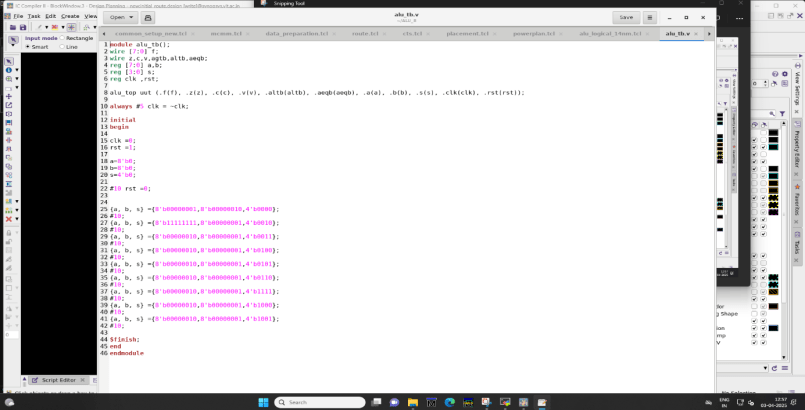 Snipping Tool
File Task Edit Create View
Open
alu_tb.v
Save
Input mode Rectangle
Smart Line
common_setup_new.tcl × mcmm.tcl × data_preparation.tcl × route.tcl × cts.tcl × placement.tcl × powerplan.tcl × alu_logical_14nm.tcl × alu_tb.v ×
1 module alu_tb();
2 wire [7:0] f;
3 wire z,c,v,agtb,altb,aeqb;
4 reg [7:0] a,b;
5 reg [3:0] s;
6 reg clk ,rst;
7
8 alu_top uut (.f(f), .z(z), .c(c), .v(v), .altb(altb), .aeqb(aeqb), .a(a), .b(b), .s(s), .clk(clk), .rst(rst));
9
10 always #5 clk = ~clk;
11
12 initial
13 begin
14
15 clk =0;
16 rst =1;
17
18 a=8'b0;
19 b=8'b0;
20 s=4'b0;
21
22 #10 rst =0;
23
24
25 {a, b, s} ={8'b00000001,8'b00000010,4'b0000};
26 #10;
27 {a, b, s} ={8'b11111111,8'b00000001,4'b0010};
28 #10;
29 {a, b, s} ={8'b00000010,8'b00000001,4'b0011};
30 #10;
31 {a, b, s} ={8'b00000010,8'b00000001,4'b0100};
32 #10;
33 {a, b, s} ={8'b00000010,8'b00000001,4'b0101};
34 #10;
35 {a, b, s} ={8'b00000010,8'b00000001,4'b0110};
36 #10;
37 {a, b, s} ={8'b00000010,8'b00000001,4'b1111};
38 #10;
39 {a, b, s} ={8'b00000010,8'b00000001,4'b1000};
40 #10;
41 {a, b, s} ={8'b00000010,8'b00000001,4'b1001};
42 #10;
43
44 $finish;
45 end
46 endmodule
View Settings
Favorites
Tasks
Shape
Script Editor ×
Search
ENG
IN
12:57
03-04-2025